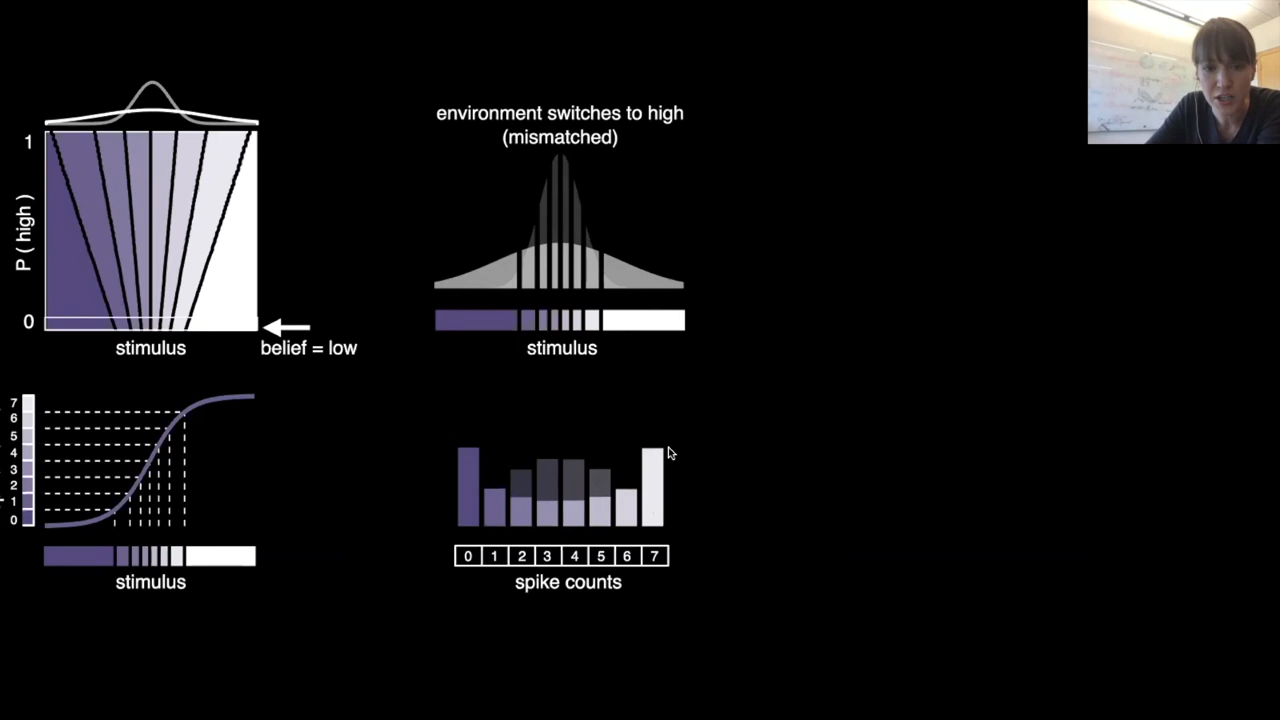 environment switches to high
(mismatched)
1
P ( high )
0
stimulus
belief = low
stimulus
7
6
5
4
3
2
1
0
stimulus
0 1 2 3 4 5 6 7
spike counts